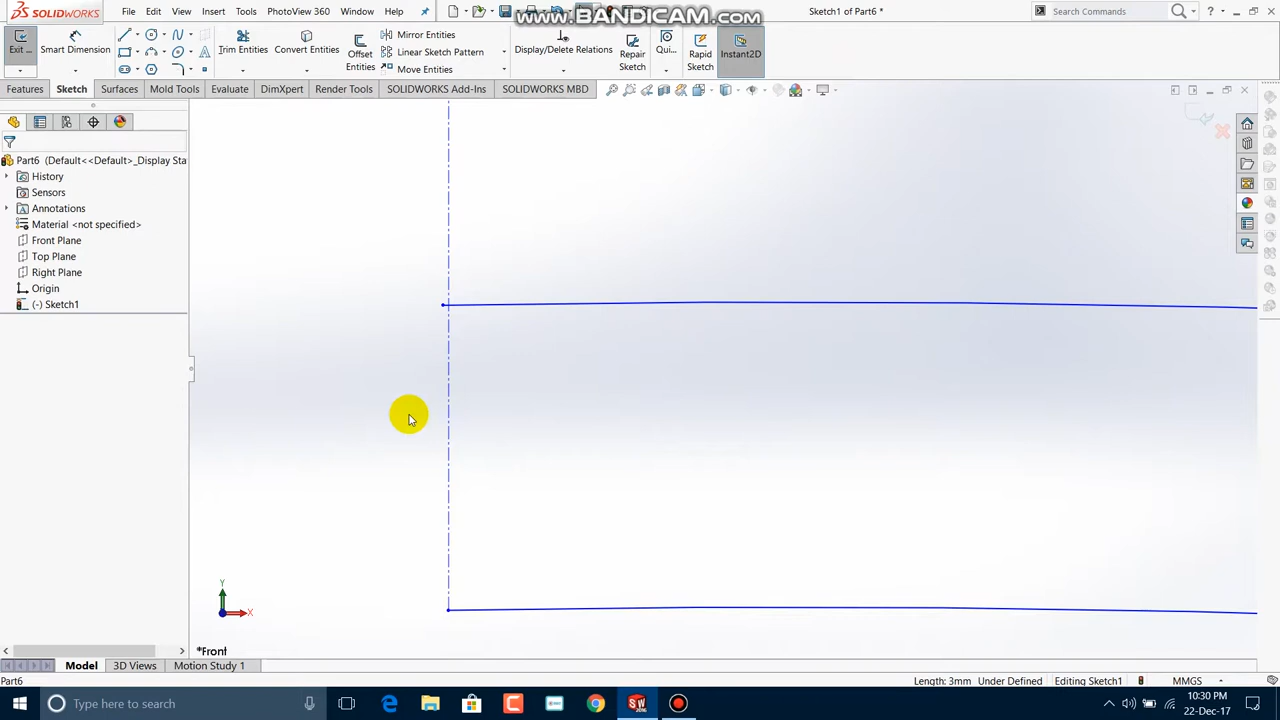 SOLIDWORKS File Edit View Insert Tools PhotoView 360 Window Help
www.BANDICAM.com
Sketch1 of Part6 *
Search Commands
Exit ... Smart Dimension Trim Entities Convert Entities Offset Entities Mirror Entities Linear Sketch Pattern Move Entities Display/Delete Relations Repair Sketch Qui... Rapid Sketch Instant2D
Features Sketch Surfaces Mold Tools Evaluate DimXpert Render Tools SOLIDWORKS Add-Ins SOLIDWORKS MBD
Part6 (Default<<Default>_Display Sta
History
Sensors
Annotations
Material <not specified>
Front Plane
Top Plane
Right Plane
Origin
(-) Sketch1
Y
X
*Front
Model 3D Views Motion Study 1
Part6 Length: 3mm Under Defined Editing Sketch1 MMGS
Type here to search
10:30 PM
22-Dec-17